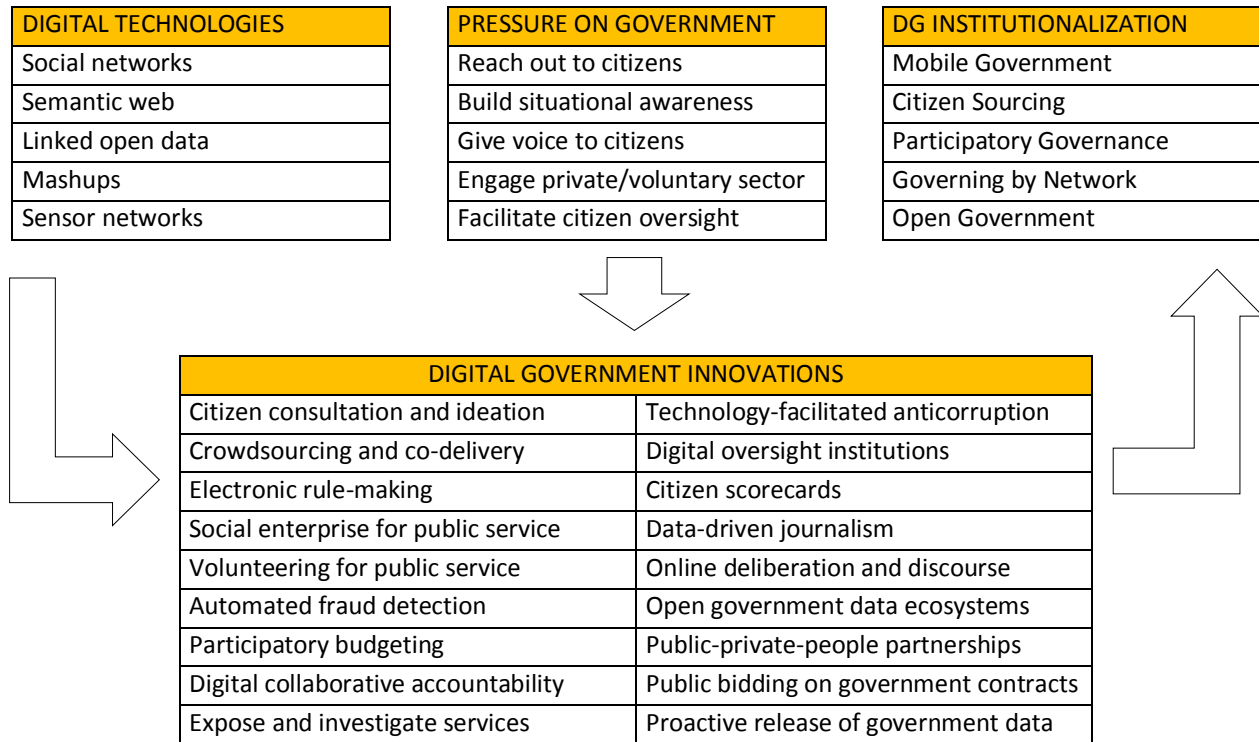 DIGITAL TECHNOLOGIES
Social networks
Semantic web
Linked open data
Mashups
Sensor networks
PRESSURE ON GOVERNMENT
Reach out to citizens
Build situational awareness
Give voice to citizens
Engage private/voluntary sector
Facilitate citizen oversight
DG INSTITUTIONALIZATION
Mobile Government
Citizen Sourcing
Participatory Governance
Governing by Network
Open Government
DIGITAL GOVERNMENT INNOVATIONS
Citizen consultation and ideation
Technology-facilitated anticorruption
Crowdsourcing and co-delivery
Digital oversight institutions
Electronic rule-making
Citizen scorecards
Social enterprise for public service
Data-driven journalism
Volunteering for public service
Online deliberation and discourse
Automated fraud detection
Open government data ecosystems
Participatory budgeting
Public-private-people partnerships
Digital collaborative accountability
Public bidding on government contracts
Expose and investigate services
Proactive release of government data